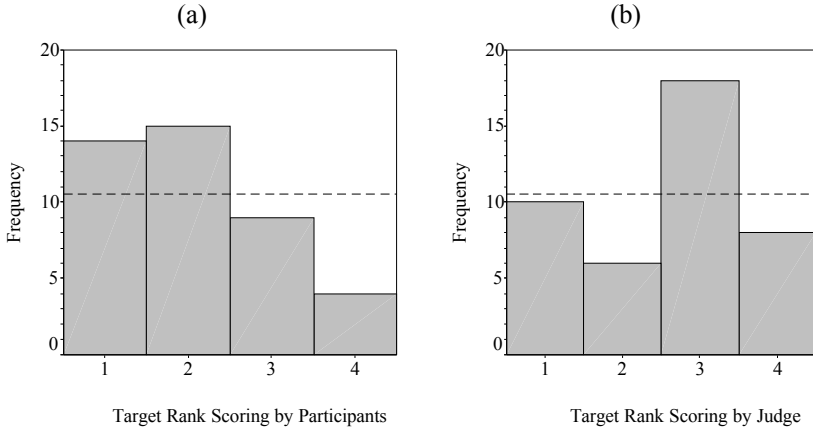 (a)
20
15
10
5
0
Frequency
1 2 3 4
Target Rank Scoring by Participants
(b)
20
15
10
5
0
Frequency
1 2 3 4
Target Rank Scoring by Judge